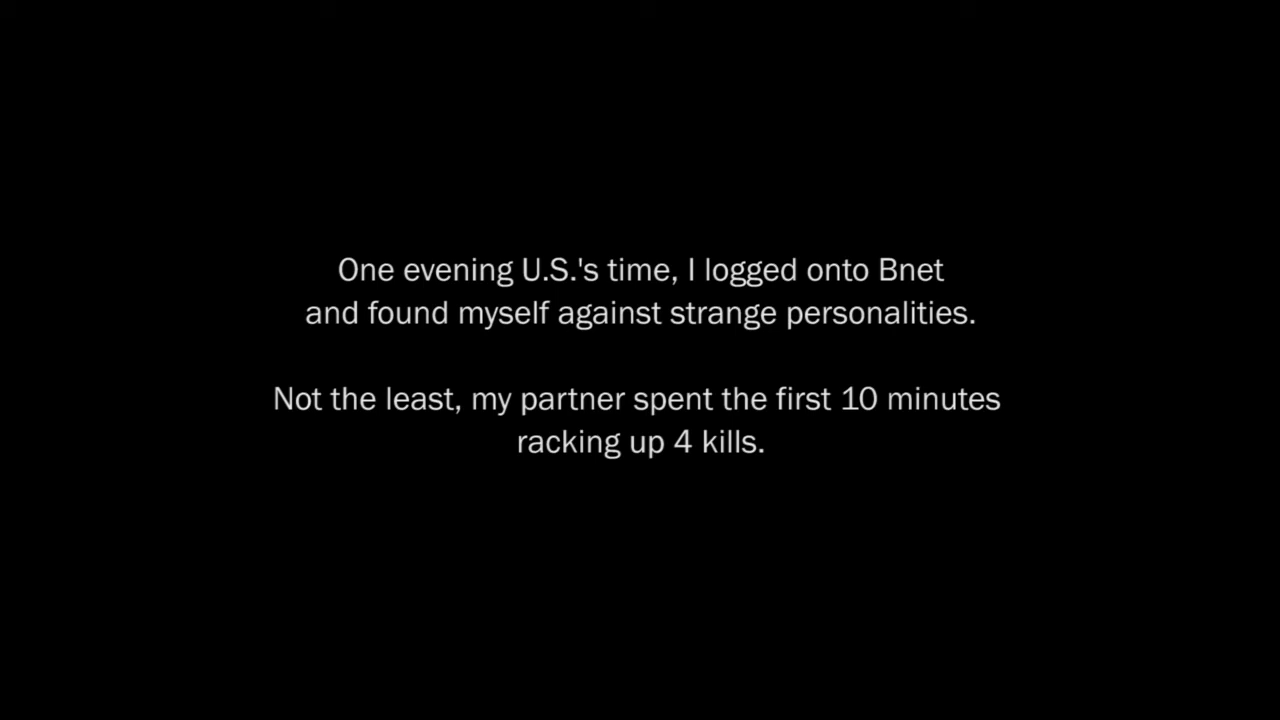 One evening U.S.'s time, I logged onto Bnet
and found myself against strange personalities.
Not the least, my partner spent the first 10 minutes
racking up 4 kills.